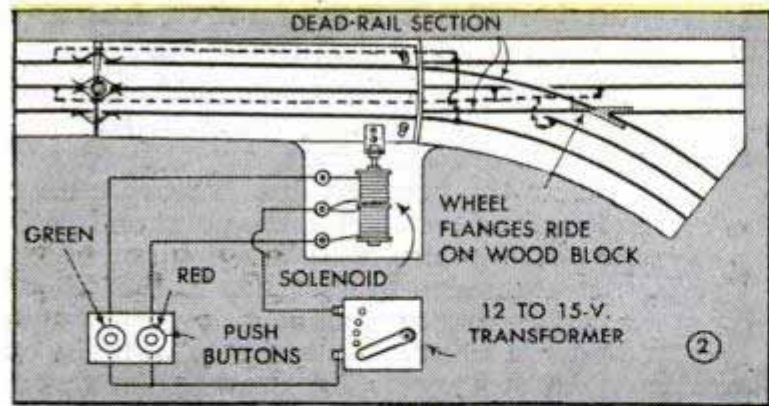 DEAD-RAIL SECTION
WHEEL
FLANGES RIDE
ON WOOD BLOCK
GREEN
RED
SOLENOID
PUSH
BUTTONS
12 TO 15-V.
TRANSFORMER
2